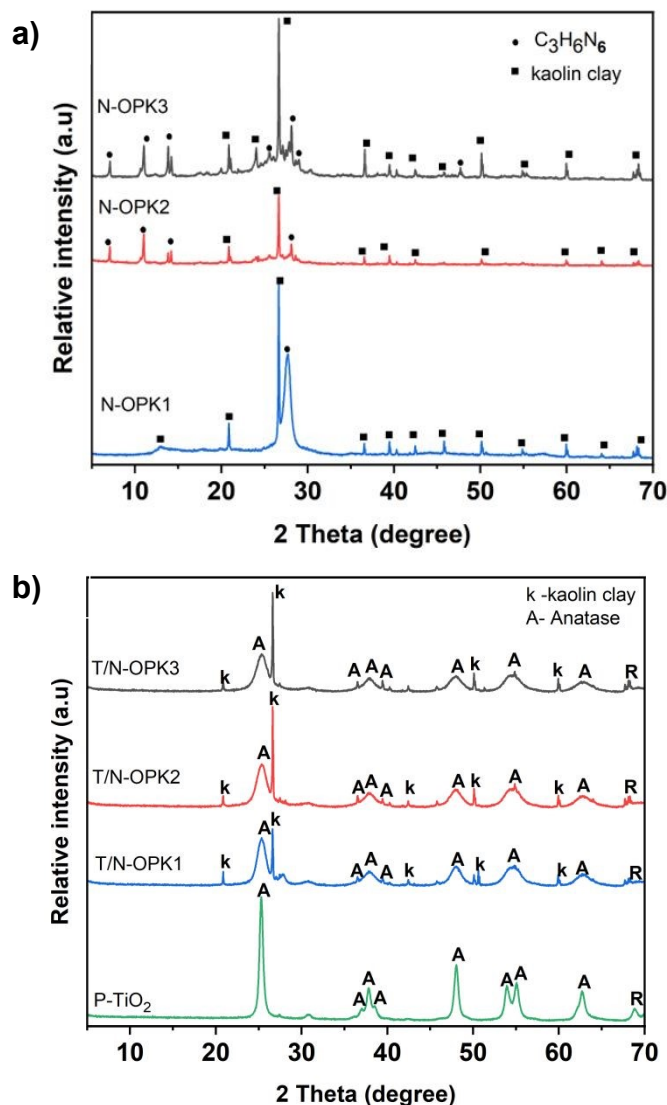 a)
● C₃H₆N₆
■ kaolin clay
N-OPK3
N-OPK2
N-OPK1
Relative intensity (a.u)
10 20 30 40 50 60 70
2 Theta (degree)
b)
k -kaolin clay
A- Anatase
T/N-OPK3
k A k A A A A k A k A R
T/N-OPK2
k A k A A A k A k A k A R
T/N-OPK1
k A k A A A k A k A k A R
P-TiO₂
A A A A A A A A R
Relative intensity (a.u)
10 20 30 40 50 60 70
2 Theta (degree)